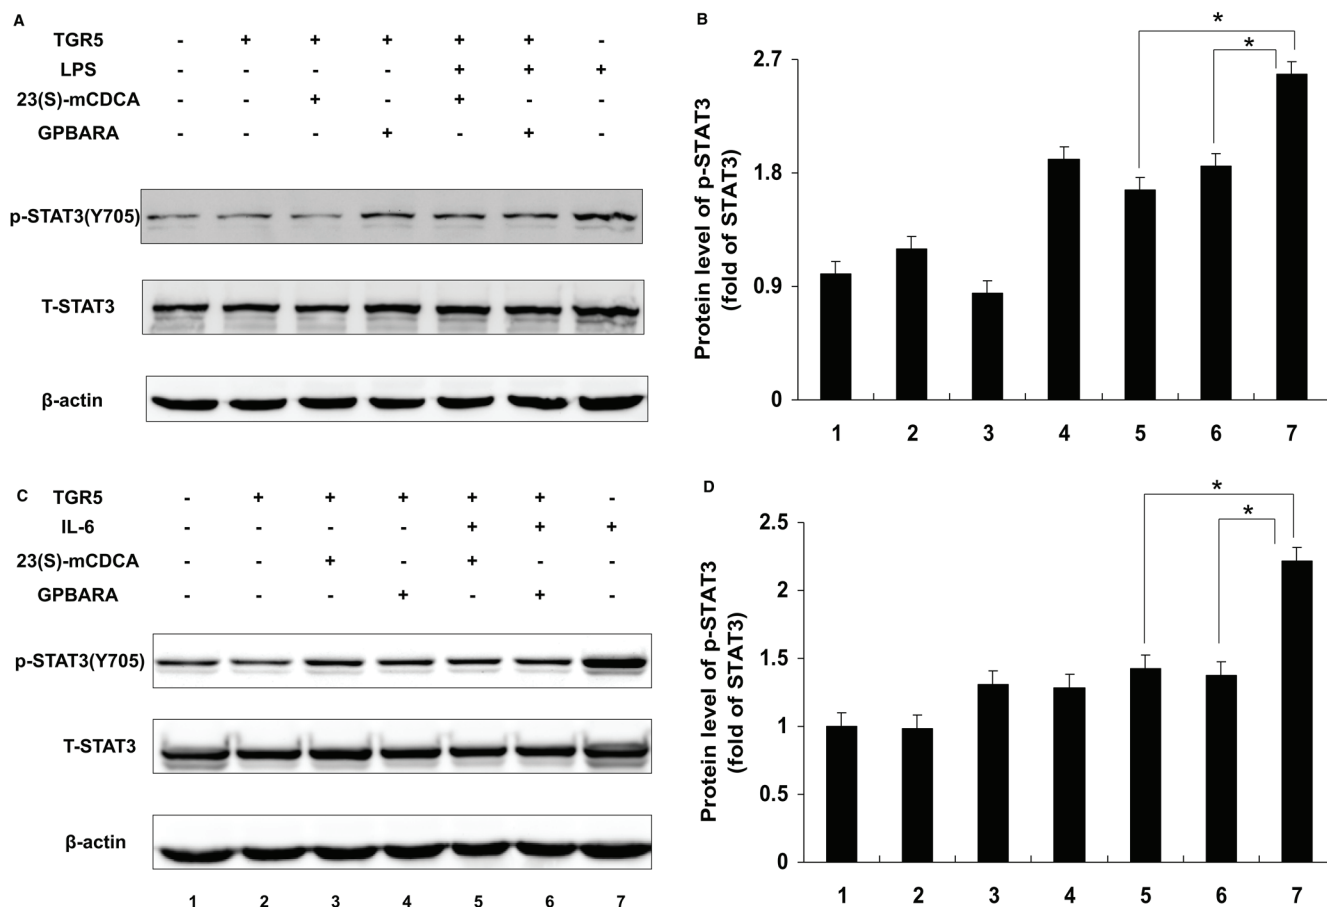 A
TGR5 - + + + + + -
LPS - - - - + + +
23(S)-mCDCA - - + - + - -
GPBARA - - - + - + -
p-STAT3(Y705)
T-STAT3
β-actin
B
Protein level of p-STAT3
(fold of STAT3)
2.7
1.8
0.9
0
* *
1 2 3 4 5 6 7
C
TGR5 - + + + + + -
IL-6 - - - - + + +
23(S)-mCDCA - - + - + - -
GPBARA - - - + - + -
p-STAT3(Y705)
T-STAT3
β-actin
1 2 3 4 5 6 7
D
Protein level of p-STAT3
(fold of STAT3)
2.5
2
1.5
1
0.5
0
* *
1 2 3 4 5 6 7